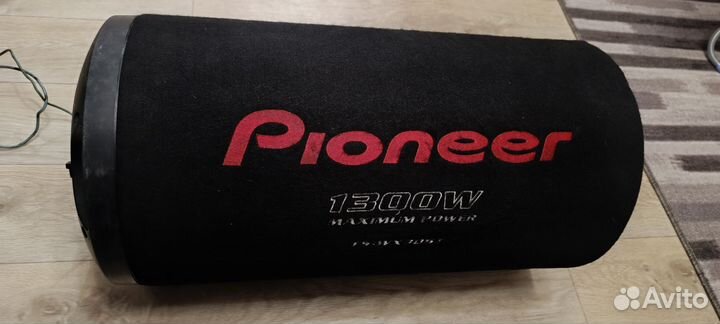 Pioneer
1300W
MAXIMUM POWER
Avito